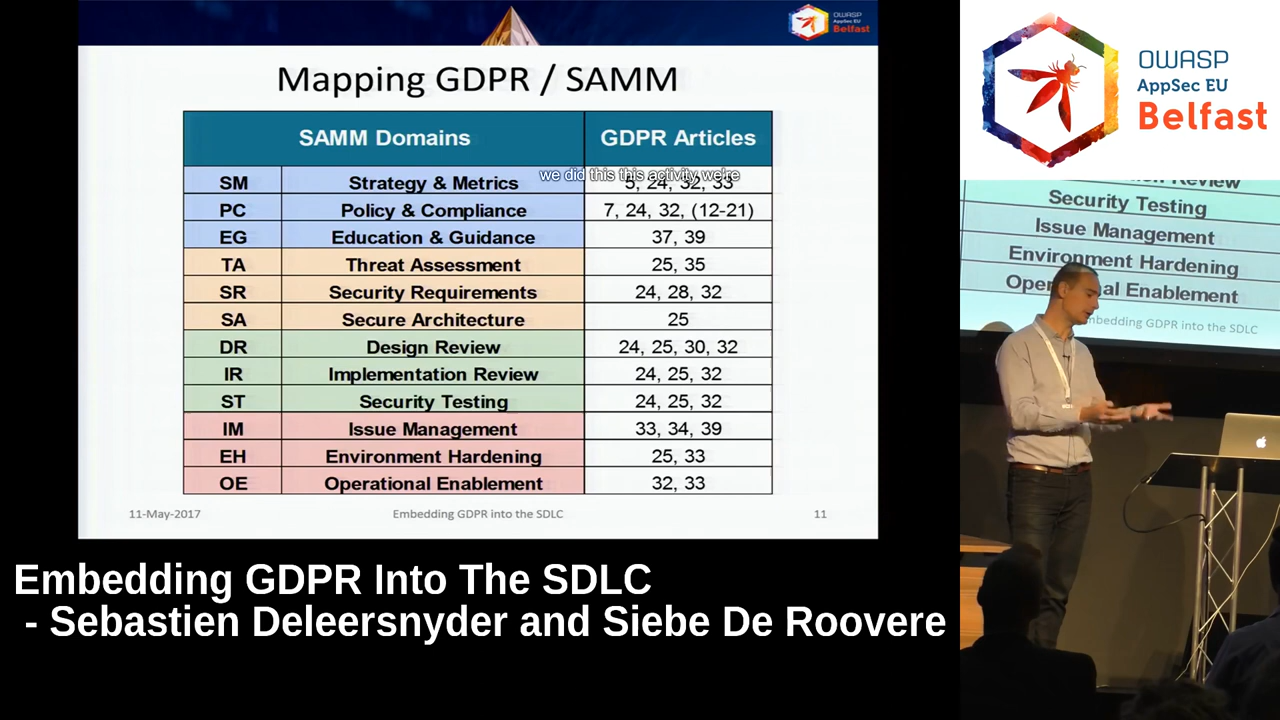 OWASP
AppSec EU
Belfast
Mapping GDPR / SAMM
SAMM Domains GDPR Articles
SM Strategy & Metrics 5, 24, 32, 33
we did this this activity we're
PC Policy & Compliance 7, 24, 32, (12-21)
EG Education & Guidance 37, 39
TA Threat Assessment 25, 35
SR Security Requirements 24, 28, 32
SA Secure Architecture 25
DR Design Review 24, 25, 30, 32
IR Implementation Review 24, 25, 32
ST Security Testing 24, 25, 32
IM Issue Management 33, 34, 39
EH Environment Hardening 25, 33
OE Operational Enablement 32, 33
11-May-2017 Embedding GDPR into the SDLC 11
Embedding GDPR Into The SDLC
- Sebastien Deleersnyder and Siebe De Roovere
OWASP
AppSec EU
Belfast
Review
Security Testing
Issue Management
Environment Hardening
Enablement
Embedding GDPR into the SDLC